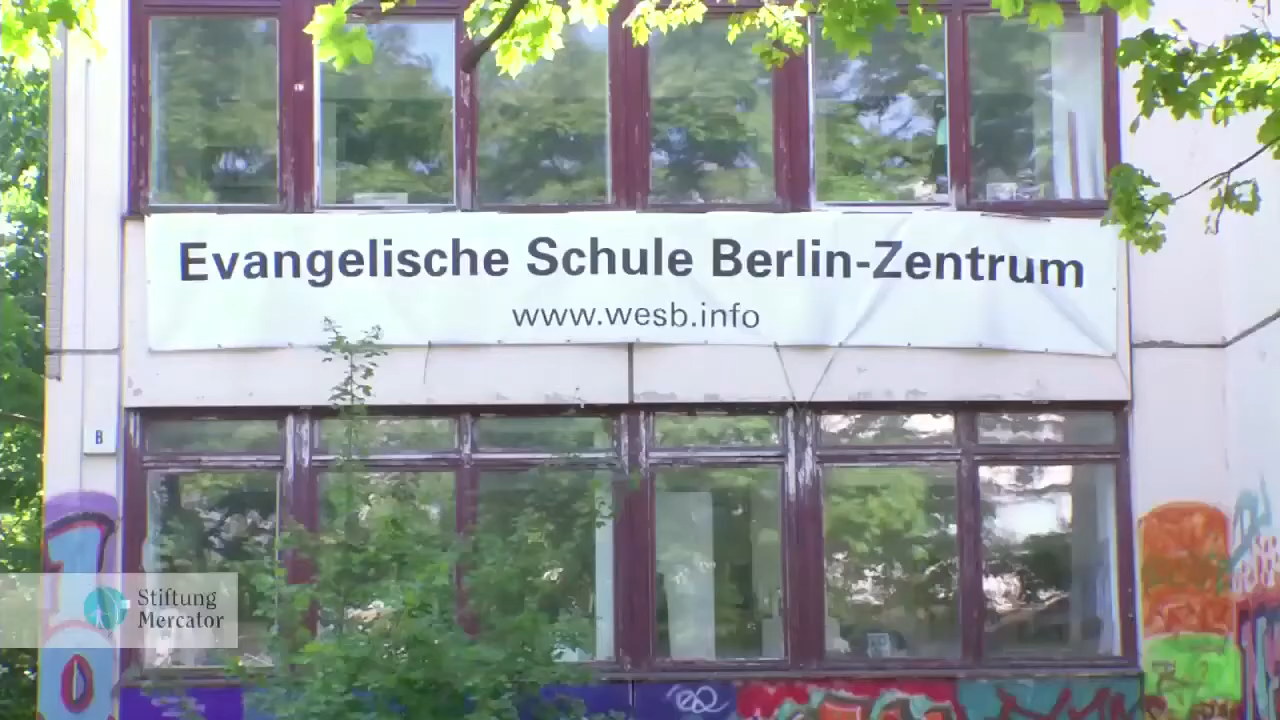 Evangelische Schule Berlin-Zentrum
www.wesb.info
B
Stiftung
Mercator